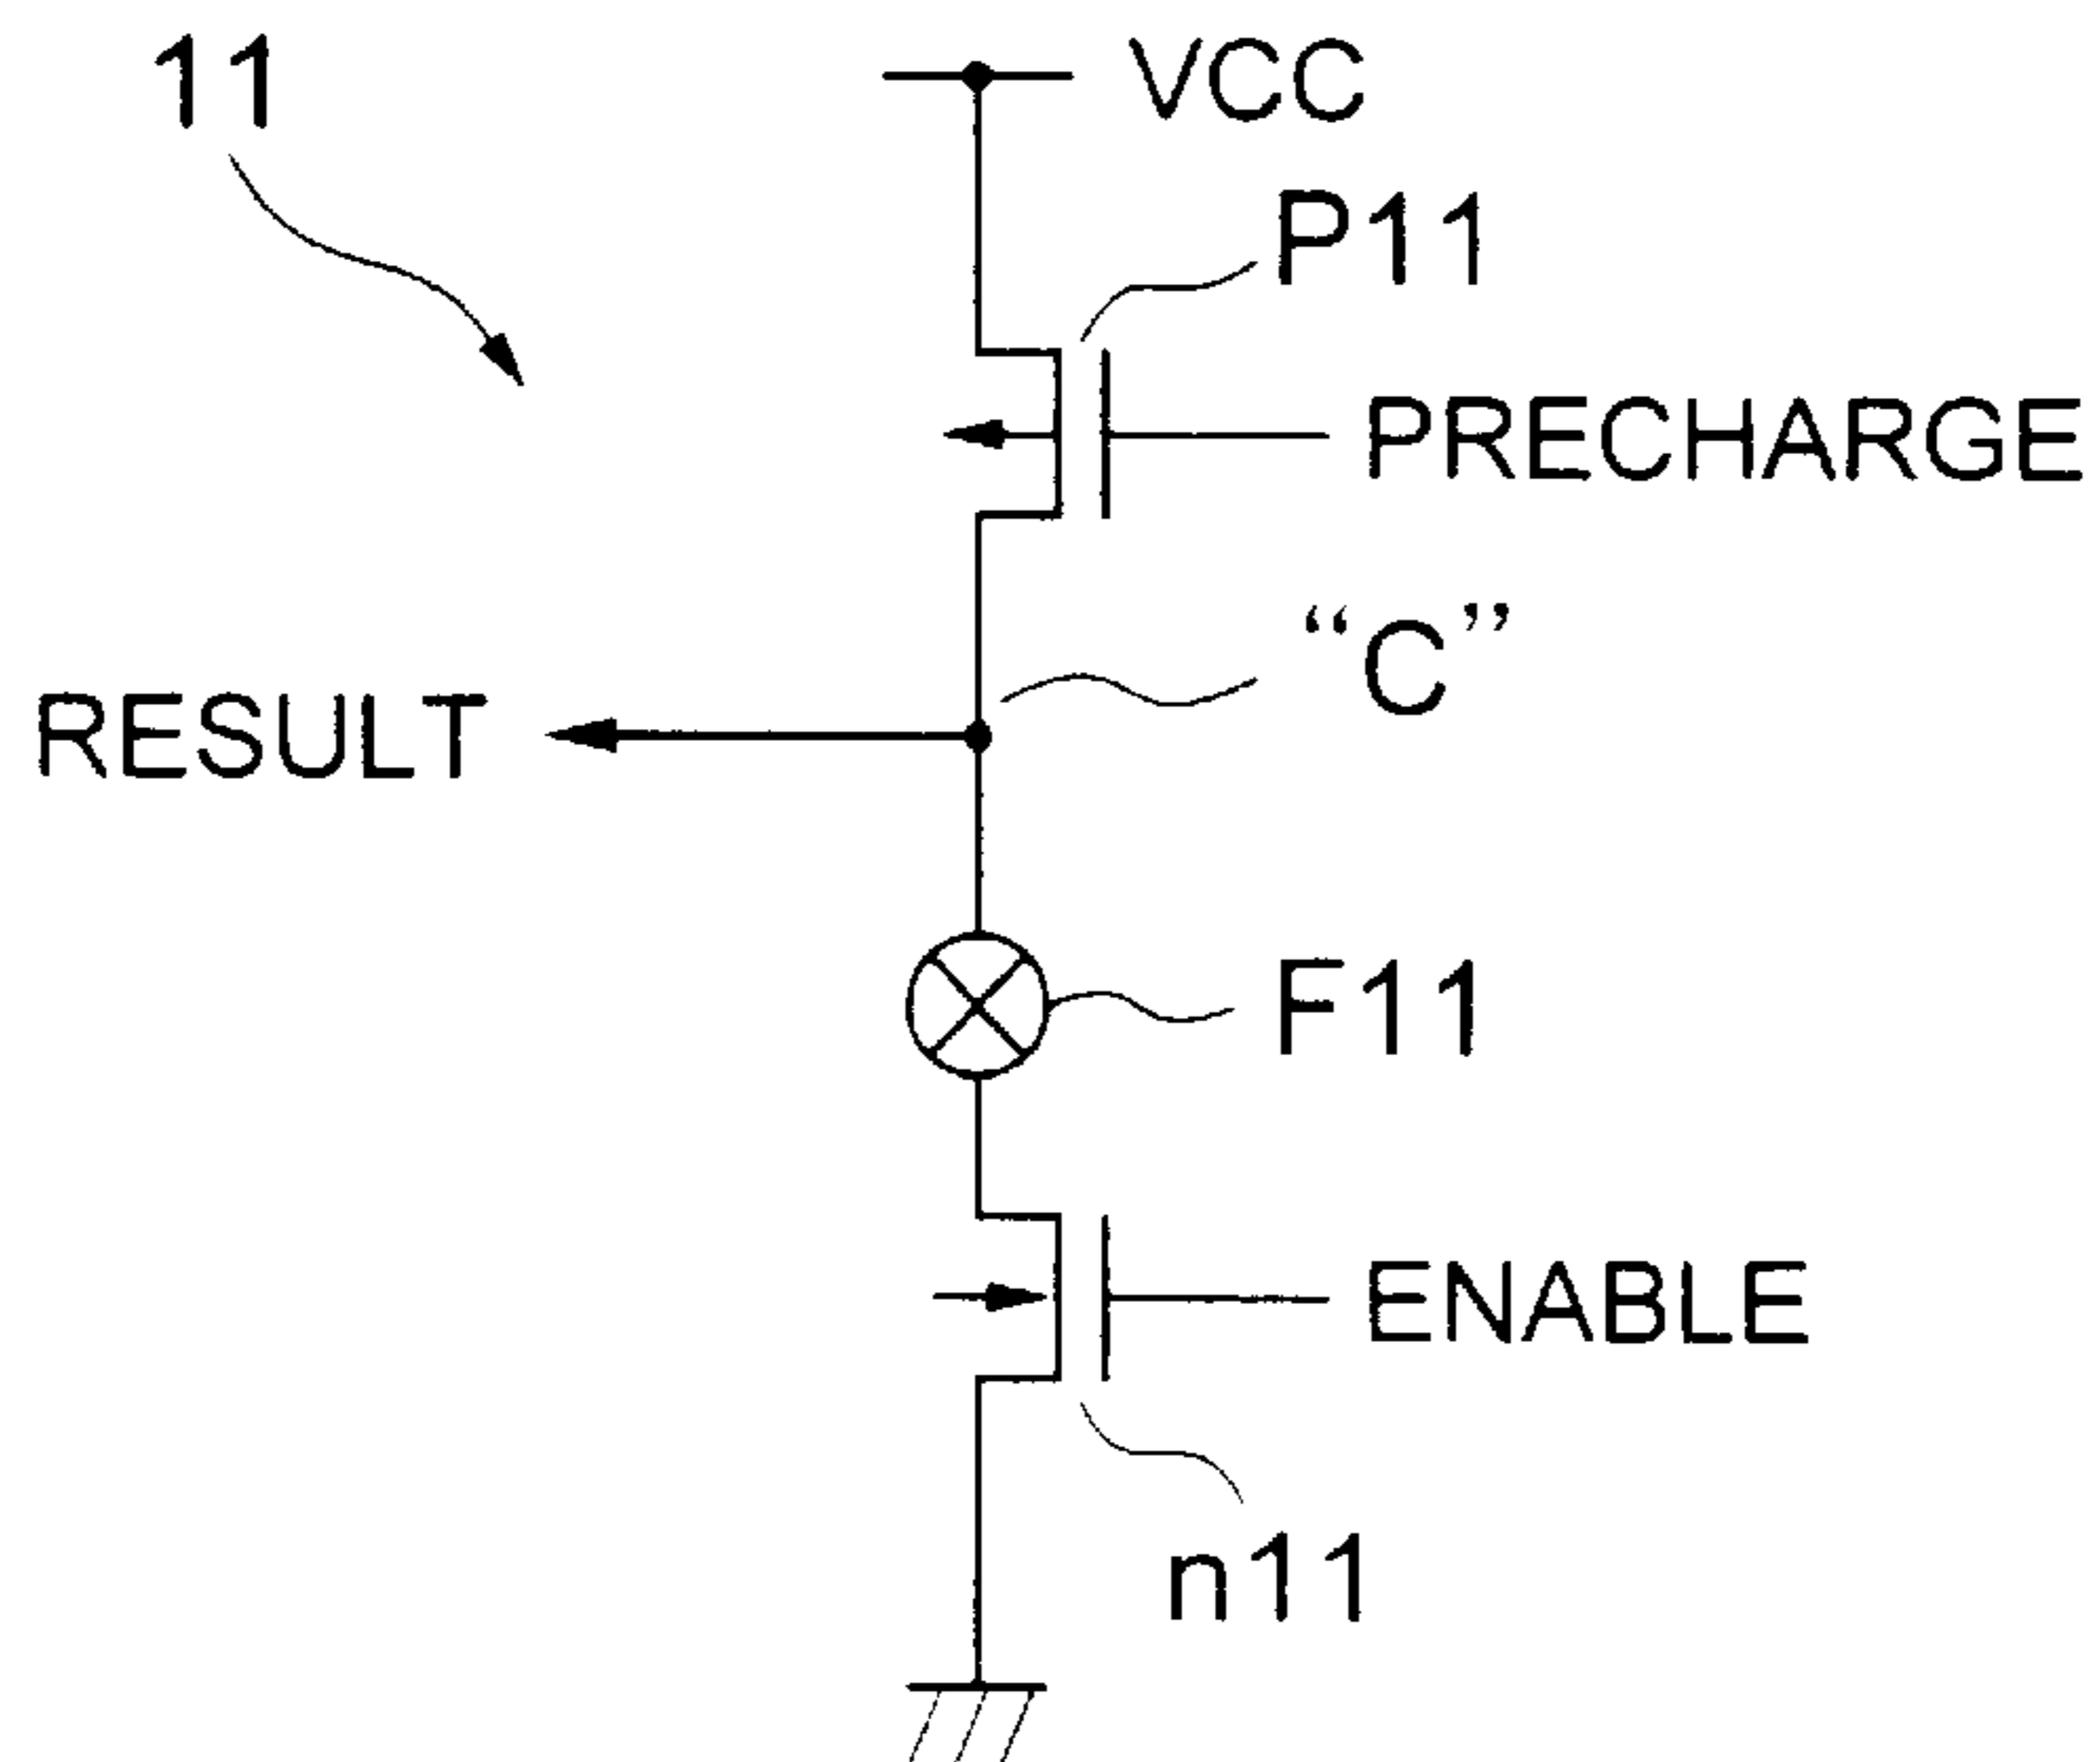 11
VCC
P11
PRECHARGE
“C”
RESULT
F11
ENABLE
n11